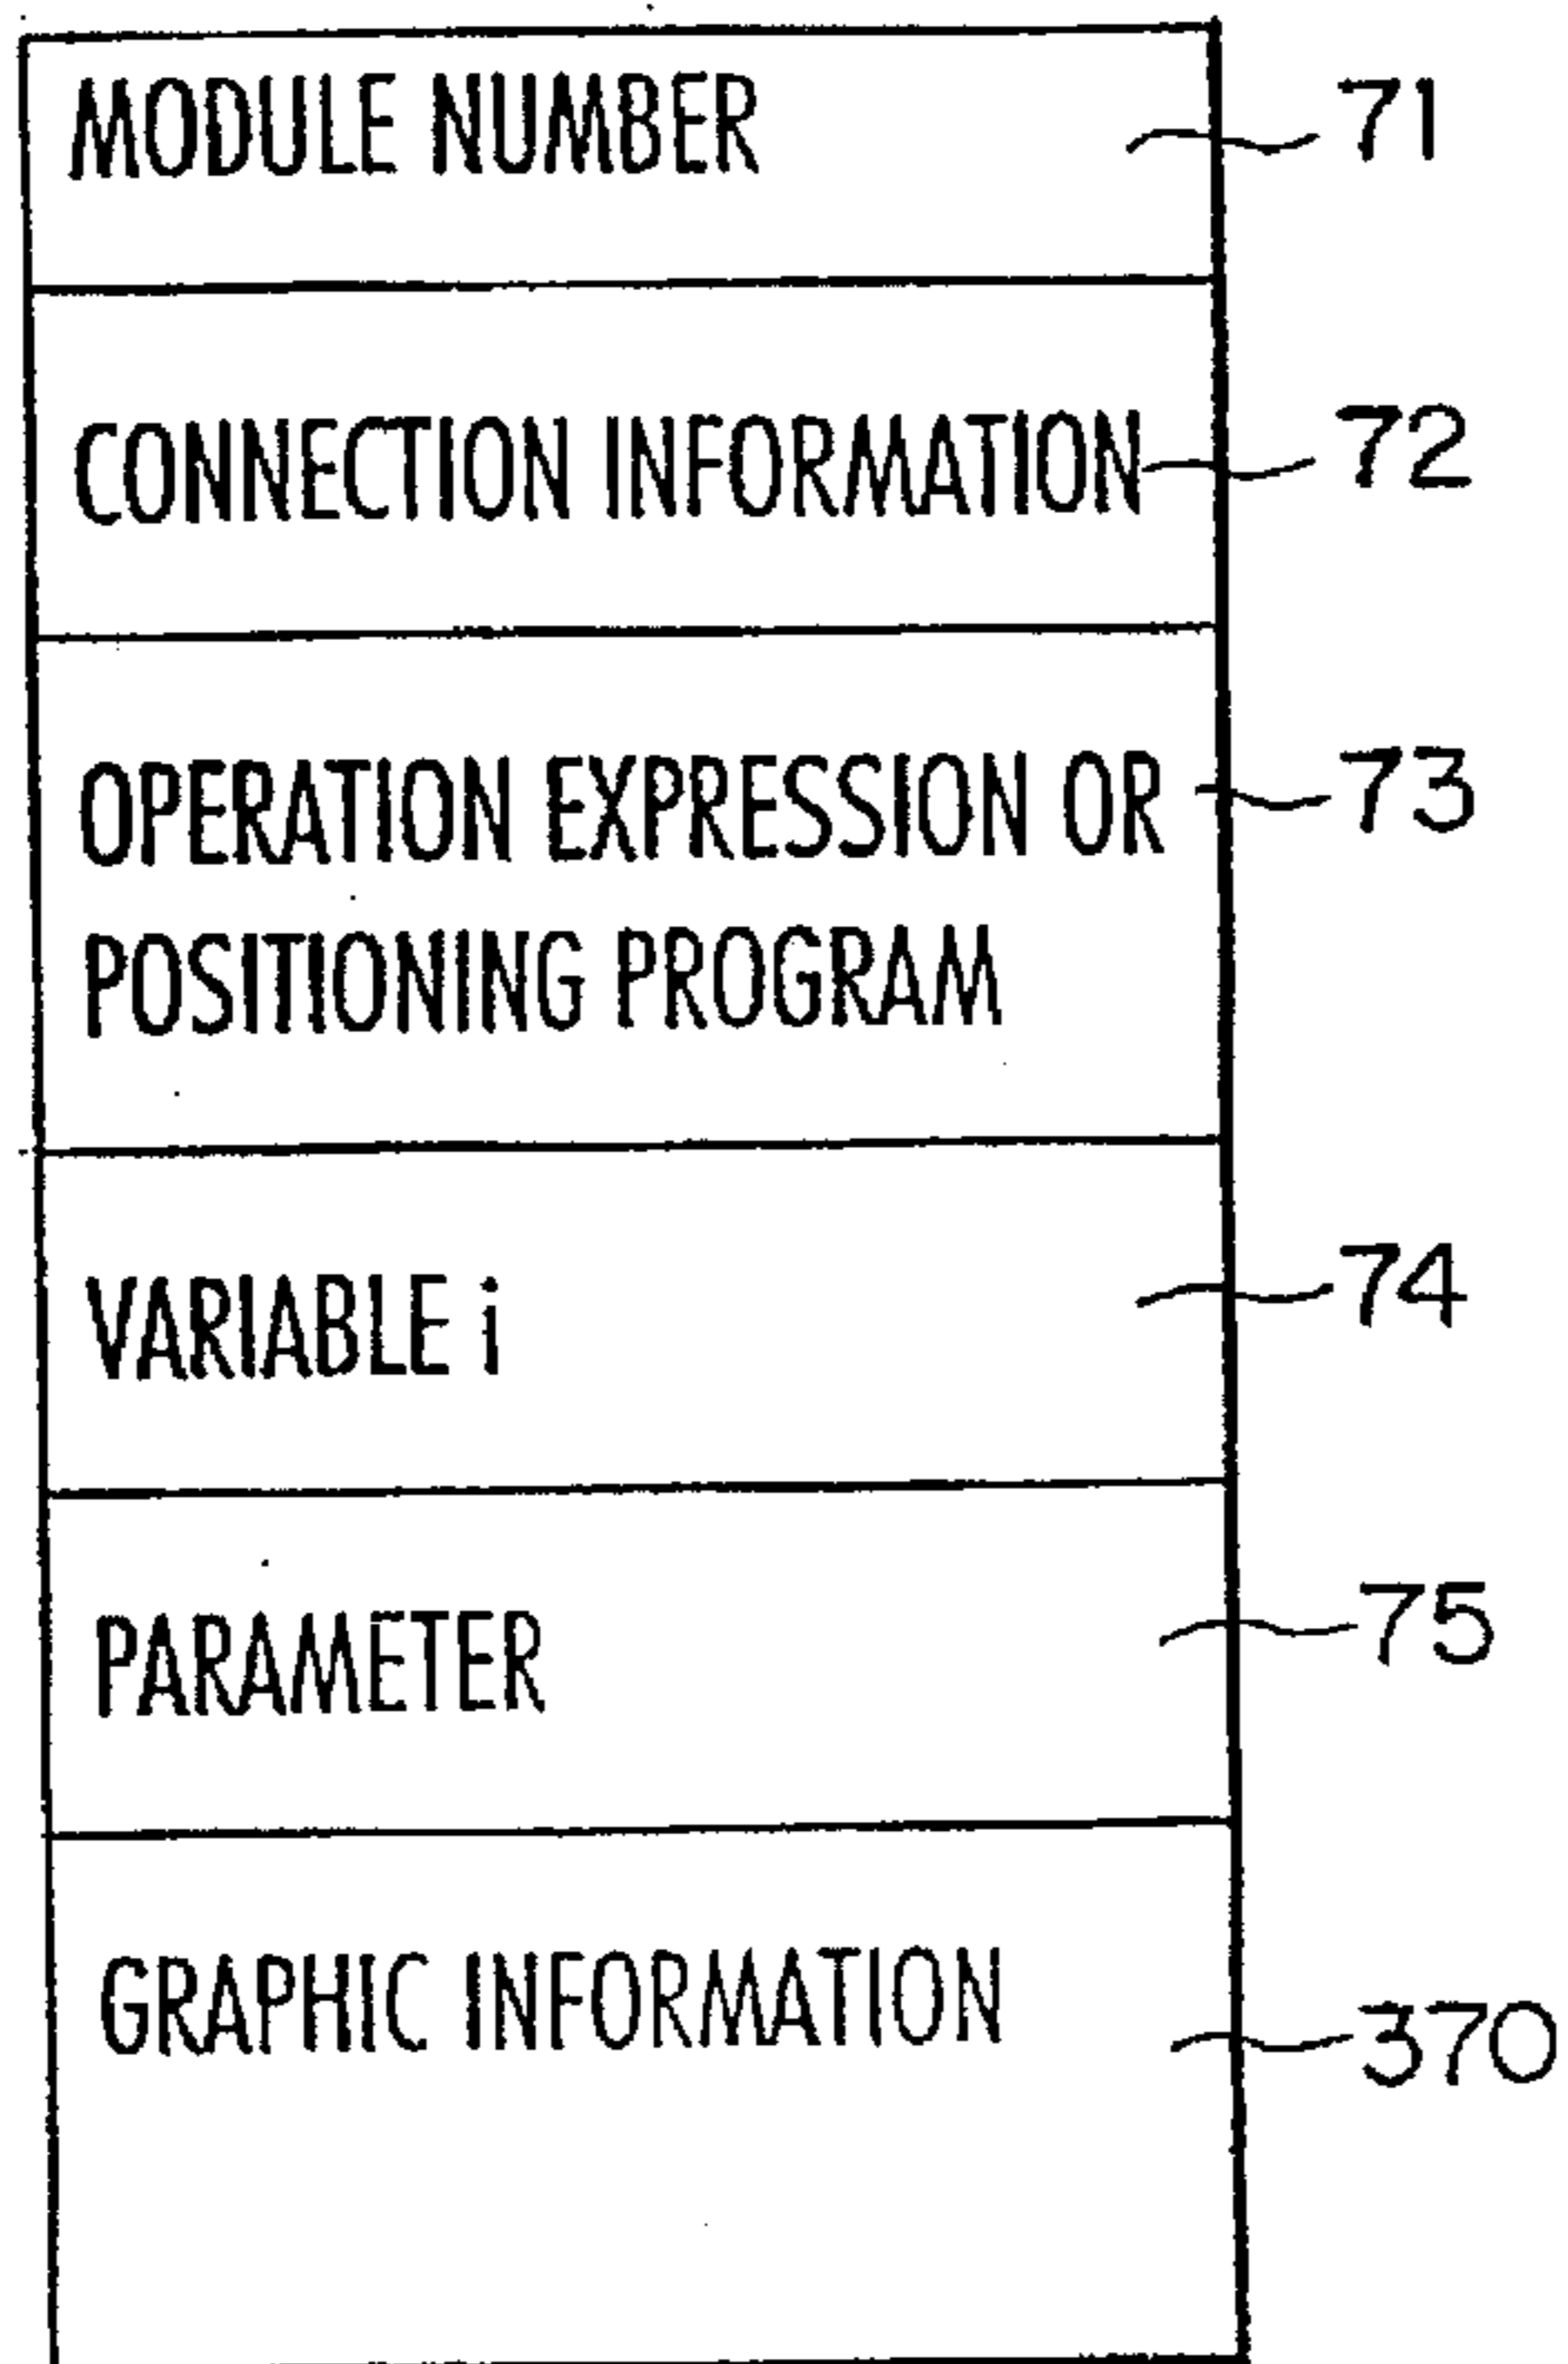 MODULE NUMBER 71
CONNECTION INFORMATION 72
OPERATION EXPRESSION OR 73
POSITIONING PROGRAM
VARIABLE i 74
PARAMETER 75
GRAPHIC INFORMATION 370